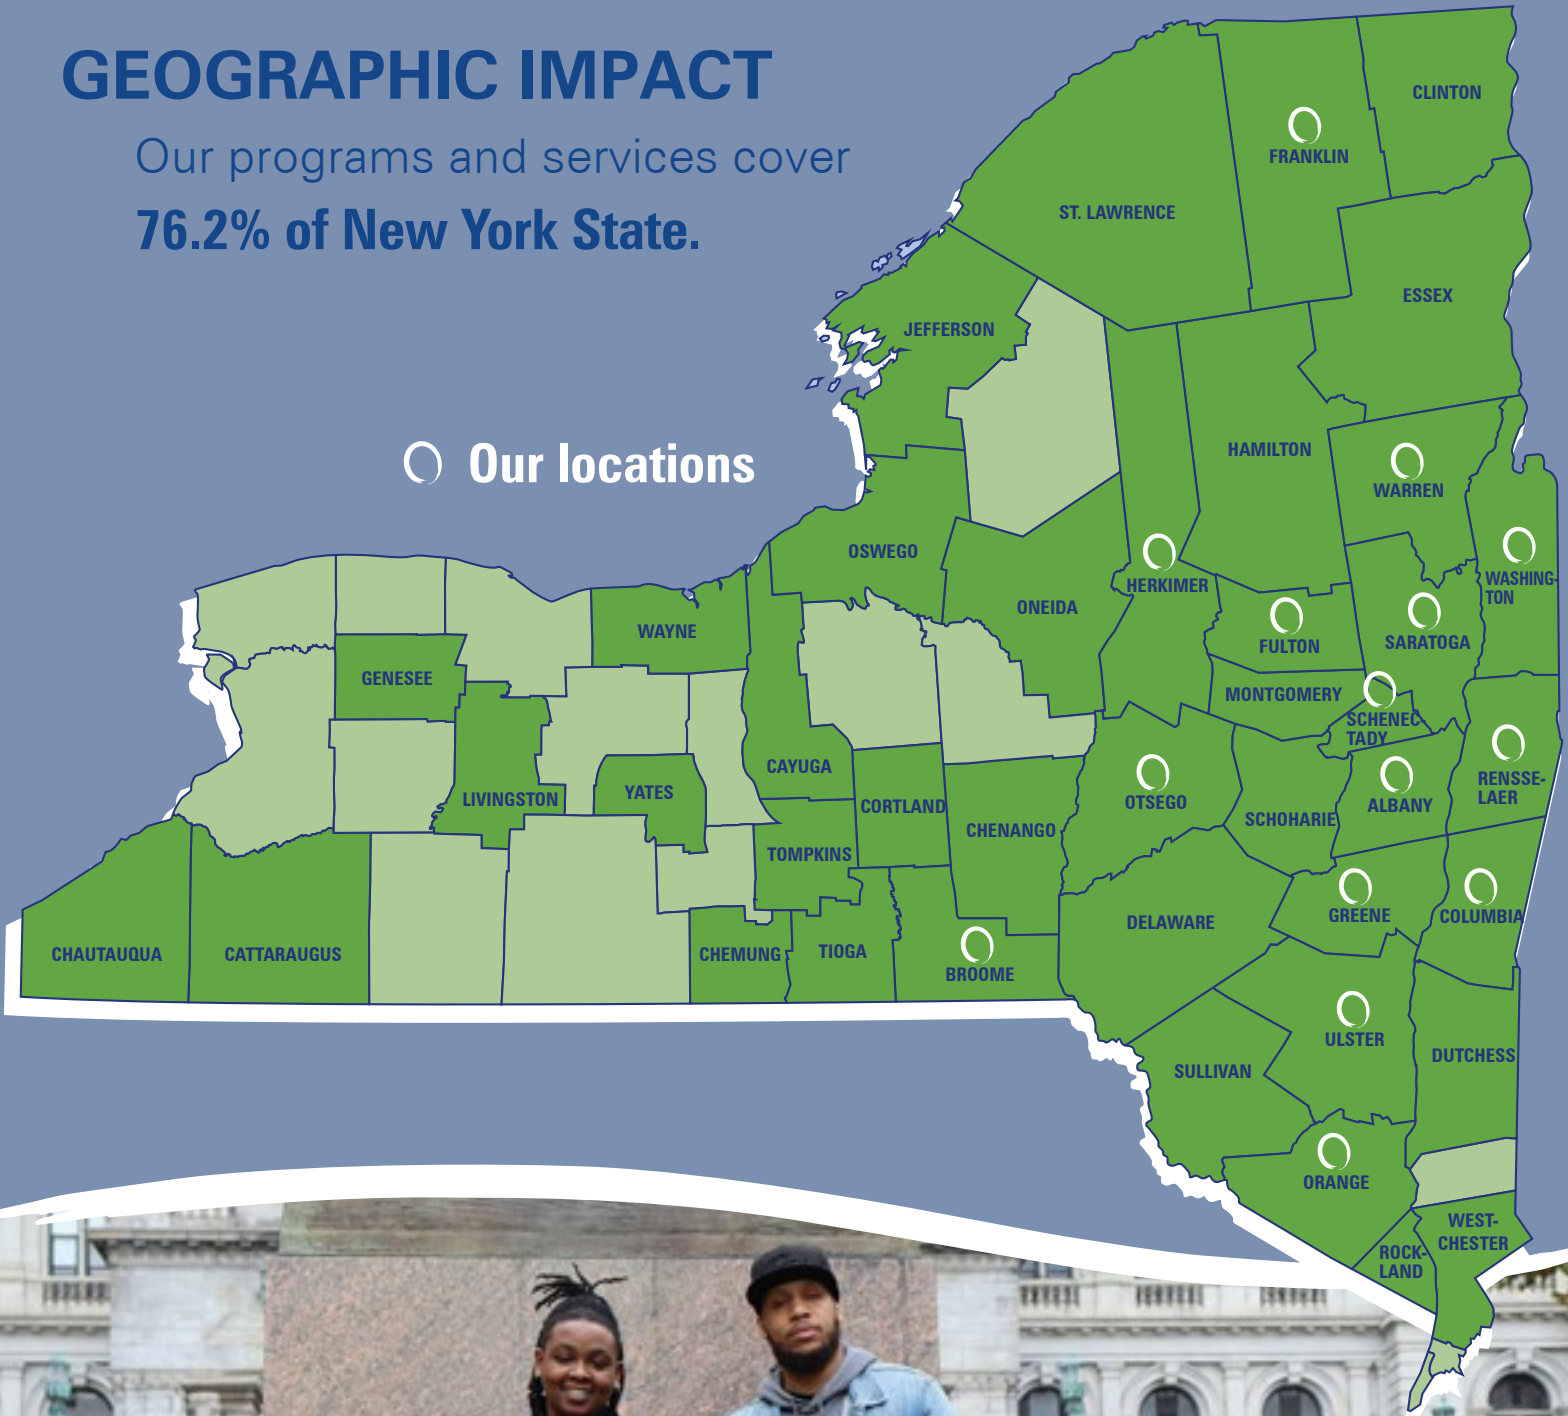 GEOGRAPHIC IMPACT
Our programs and services cover
76.2% of New York State.
Our locations
CLINTON
FRANKLIN
ST. LAWRENCE
ESSEX
JEFFERSON
HAMILTON
WARREN
OSWEGO
HERKIMER
WASHING-
TON
ONEIDA
WAYNE
FULTON
SARATOGA
GENESEE
MONTGOMERY
SCHENEC-
TADY
CAYUGA
RENSSE-
LAER
LIVINGSTON
YATES
CORTLAND
OTSEGO
ALBANY
SCHOHARIE
CHENANGO
TOMPKINS
GREENE
COLUMBIA
DELAWARE
CHAUTAUQUA
CATTARAUGUS
CHEMUNG
TIOGA
BROOME
ULSTER
DUTCHESS
SULLIVAN
ORANGE
WEST-
CHESTER
ROCK-
LAND